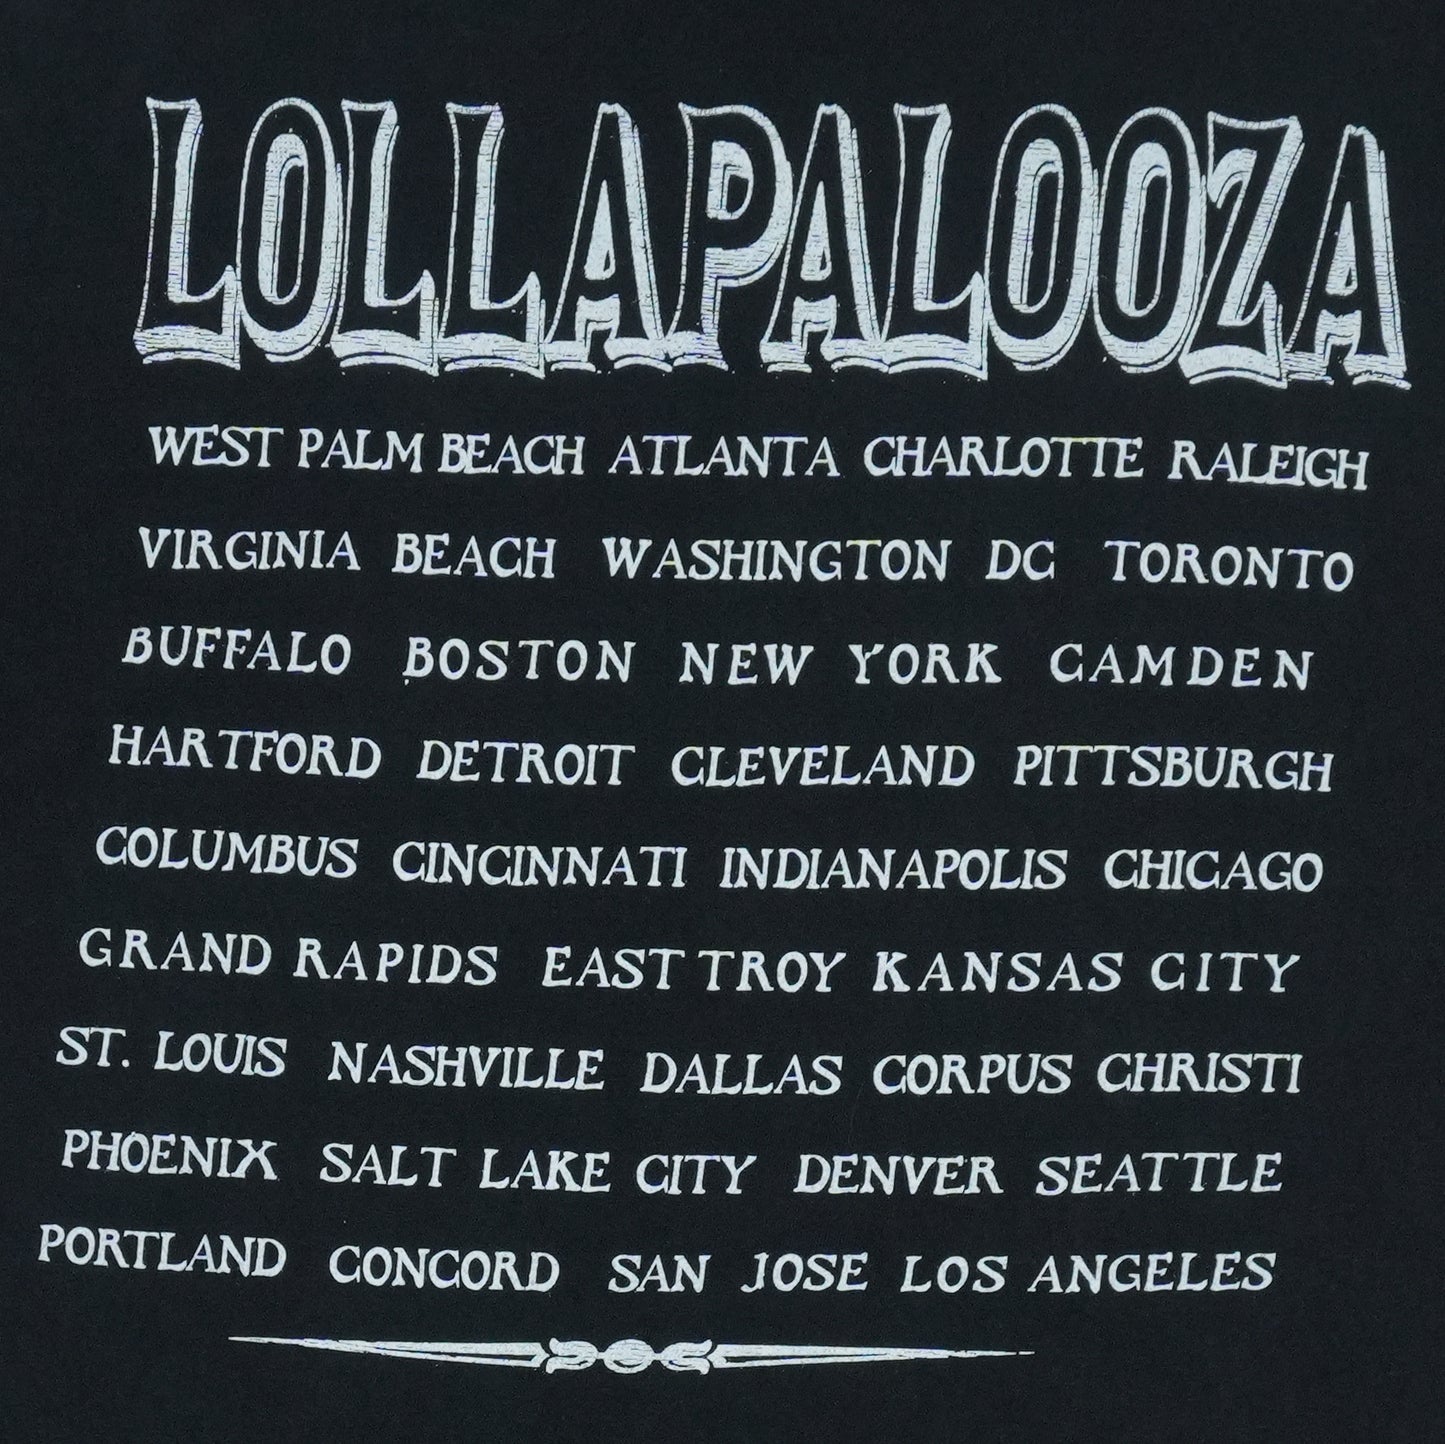 LOLLAPALOOZA
WEST PALM BEACH ATLANTA CHARLOTTE RALEIGH
VIRGINIA BEACH WASHINGTON DC TORONTO
BUFFALO BOSTON NEW YORK CAMDEN
HARTFORD DETROIT CLEVELAND PITTSBURGH
COLUMBUS CINCINNATI INDIANAPOLIS CHICAGO
GRAND RAPIDS EAST TROY KANSAS CITY
ST. LOUIS NASHVILLE DALLAS CORPUS CHRISTI
PHOENIX SALT LAKE CITY DENVER SEATTLE
PORTLAND CONCORD SAN JOSE LOS ANGELES